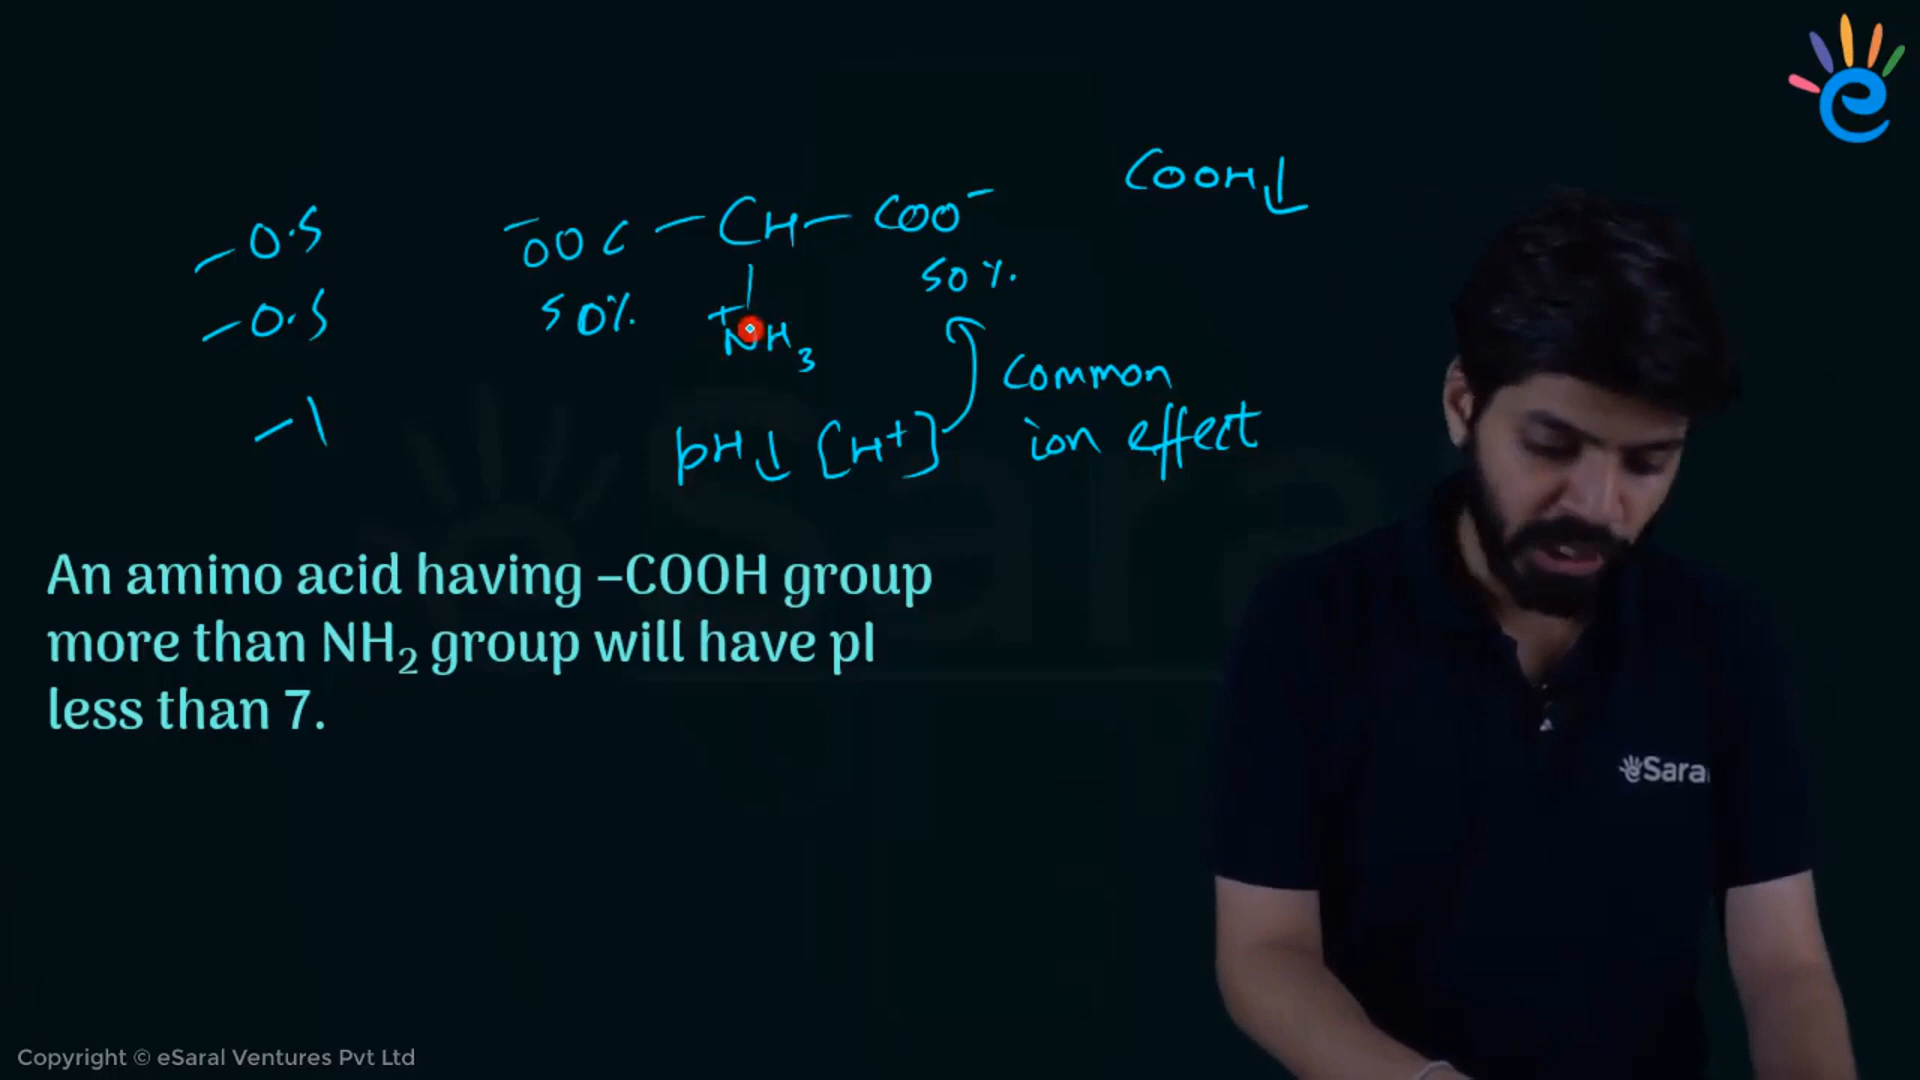 COOH↓
–0.5
⁻OOC – CH – COO⁻
50%
–0.5
50%
⁺NH₃
common
–1
pH↓ [H⁺]
ion effect
An amino acid having –COOH group
more than NH₂ group will have pI
less than 7.
eSaral
Copyright © eSaral Ventures Pvt Ltd